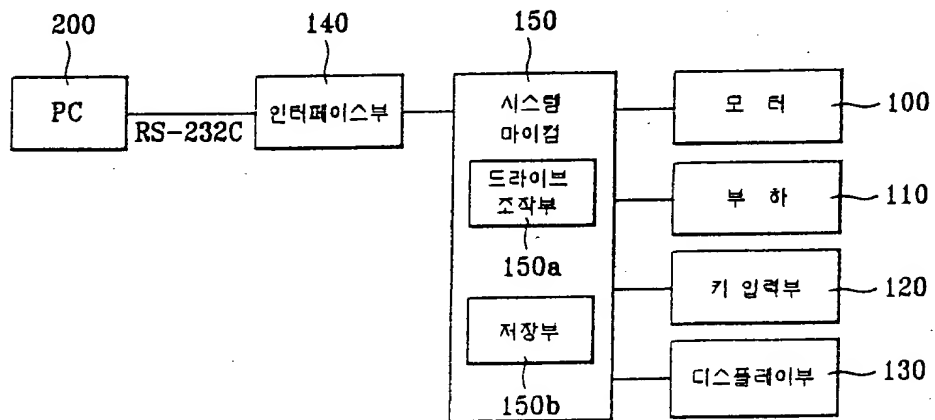 200
140
150
PC
RS-232C
인터페이스부
시스템
마이컴
드라이브
조작부
150a
저장부
150b
모 터
100
부 하
110
키 입력부
120
디스플레이부
130